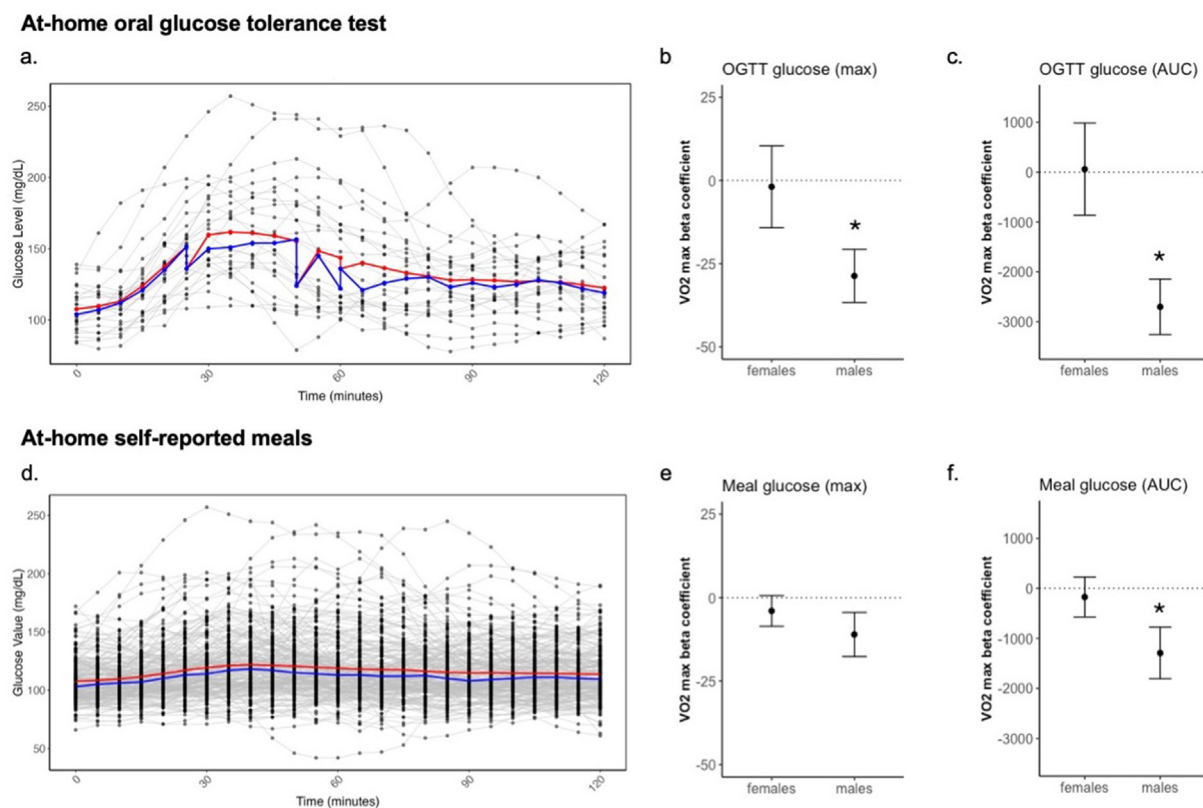 At-home oral glucose tolerance test
a.
Glucose Level (mg/dL)
250
200
150
100
0
30
60
90
120
Time (minutes)
b
OGTT glucose (max)
VO2 max beta coefficient
25
0
-25
-50
*
females
males
c.
OGTT glucose (AUC)
VO2 max beta coefficient
1000
0
-1000
-2000
-3000
*
females
males
At-home self-reported meals
d.
Glucose Value (mg/dL)
250
200
150
100
50
0
30
60
90
120
Time (minutes)
e
Meal glucose (max)
VO2 max beta coefficient
25
0
-25
-50
females
males
f.
Meal glucose (AUC)
VO2 max beta coefficient
1000
0
-1000
-2000
-3000
*
females
males